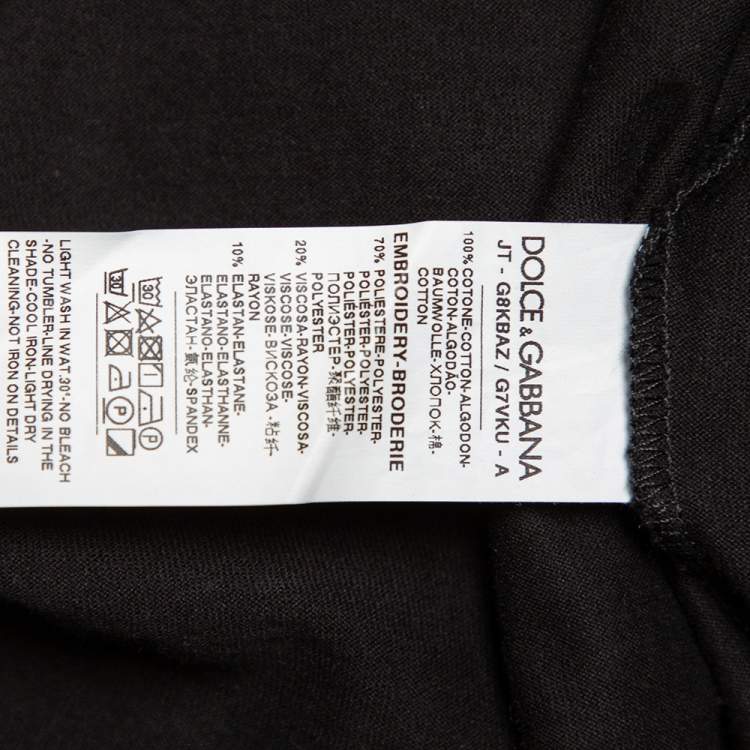 DOLCE & GABBANA
JT - G8KBAZ / G7VKU - A
100% COTONE-COTTON-ALGODON-
COTON-ALGODÃO-
BAUMWOLLE-ХЛОПОК-棉-
COTTON
EMBROIDERY-BRODERIE
70% POLIESTERE-POLYESTER-
POLIÉSTER-POLYESTER-
POLIÉSTER-POLYESTER-
ПОЛИЭСТЕР-聚酯纤维-
POLYESTER
20% VISCOSA-RAYON-VISCOSA-
VISCOSE-VISCOSE-
VISKOSE-ВИСКОЗА-粘纤-
RAYON
10% ELASTAN-ELASTANE-
ELASTANO-ELASTHANNE-
ELASTANO-ELASTHAN-
ЭЛАСТАН-氨纶-SPANDEX
30
30
P
P
LIGHT WASH IN WAT.30°-NO BLEACH
-NO TUMBLER-LINE DRYING IN THE
SHADE-COOL IRON-LIGHT DRY
CLEANING-NOT IRON ON DETAILS